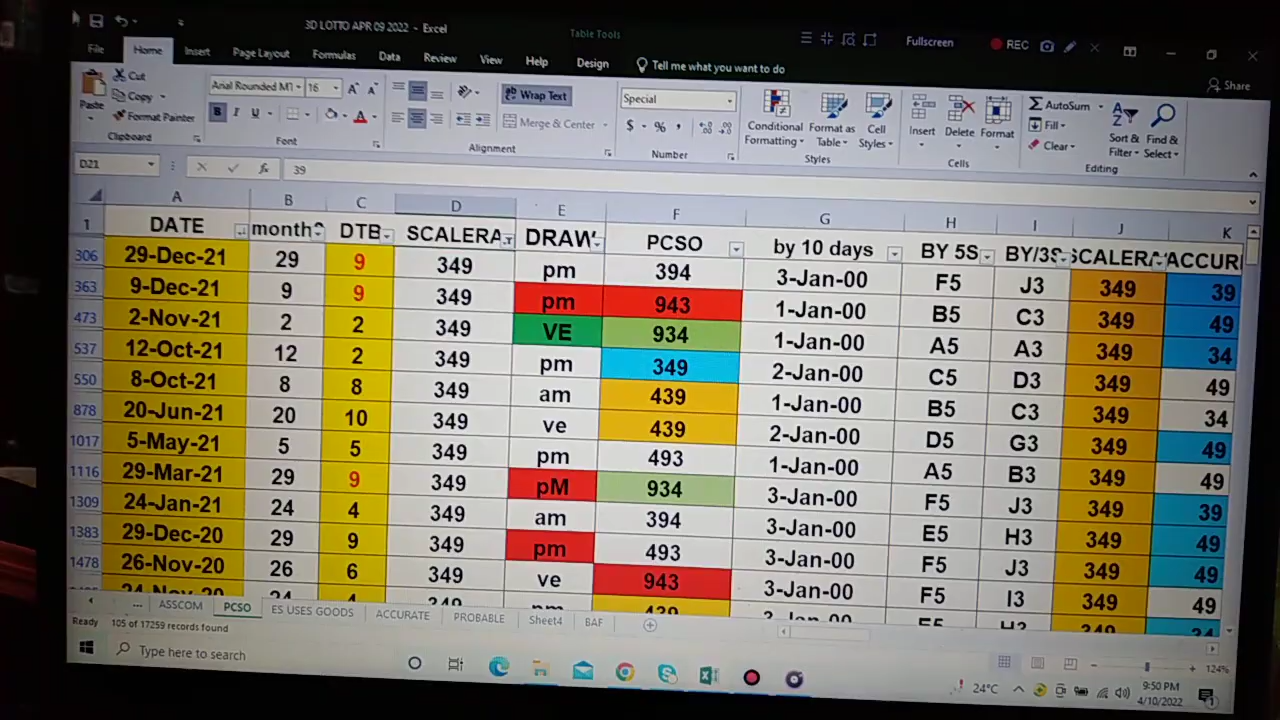 3D LOTTO APR 09 2022 - Excel
Table Tools
Fullscreen
REC
File Home Insert Page Layout Formulas Data Review View Help Design Tell me what you want to do
Share
Paste
Cut
Copy
Format Painter
Clipboard
Arial Rounded MT 16
B I U
Font
Wrap Text
Merge & Center
Alignment
Special
$ % ,
Number
Conditional Formatting
Format as Table
Cell Styles
Styles
Insert Delete Format
Cells
AutoSum
Fill
Clear
Sort & Filter
Find & Select
Editing
D21 fx 39
A B C D E F G H I J K
1 DATE month DTB SCALERA DRAW PCSO by 10 days BY 5S BY/3S SCALERA ACCUR
306 29-Dec-21 29 9 349 pm 394 3-Jan-00 F5 J3 349 39
363 9-Dec-21 9 9 349 pm 943 1-Jan-00 B5 C3 349 49
473 2-Nov-21 2 2 349 VE 934 1-Jan-00 A5 A3 349 34
537 12-Oct-21 12 2 349 pm 349 2-Jan-00 C5 D3 349 49
550 8-Oct-21 8 8 349 am 439 1-Jan-00 B5 C3 349 34
878 20-Jun-21 20 10 349 ve 439 2-Jan-00 D5 G3 349 49
1017 5-May-21 5 5 349 pm 493 1-Jan-00 A5 B3 349 49
1116 29-Mar-21 29 9 349 pM 934 3-Jan-00 F5 J3 349 39
1309 24-Jan-21 24 4 349 am 394 3-Jan-00 E5 H3 349 49
1383 29-Dec-20 29 9 349 pm 493 3-Jan-00 F5 J3 349 49
1478 26-Nov-20 26 6 349 ve 943 3-Jan-00 F5 I3 349 49
... ASSCOM PCSO ES USES GOODS ACCURATE PROBABLE Sheet4 BAF
Ready 105 of 17259 records found
124%
Type here to search
24°C
9:50 PM
4/10/2022